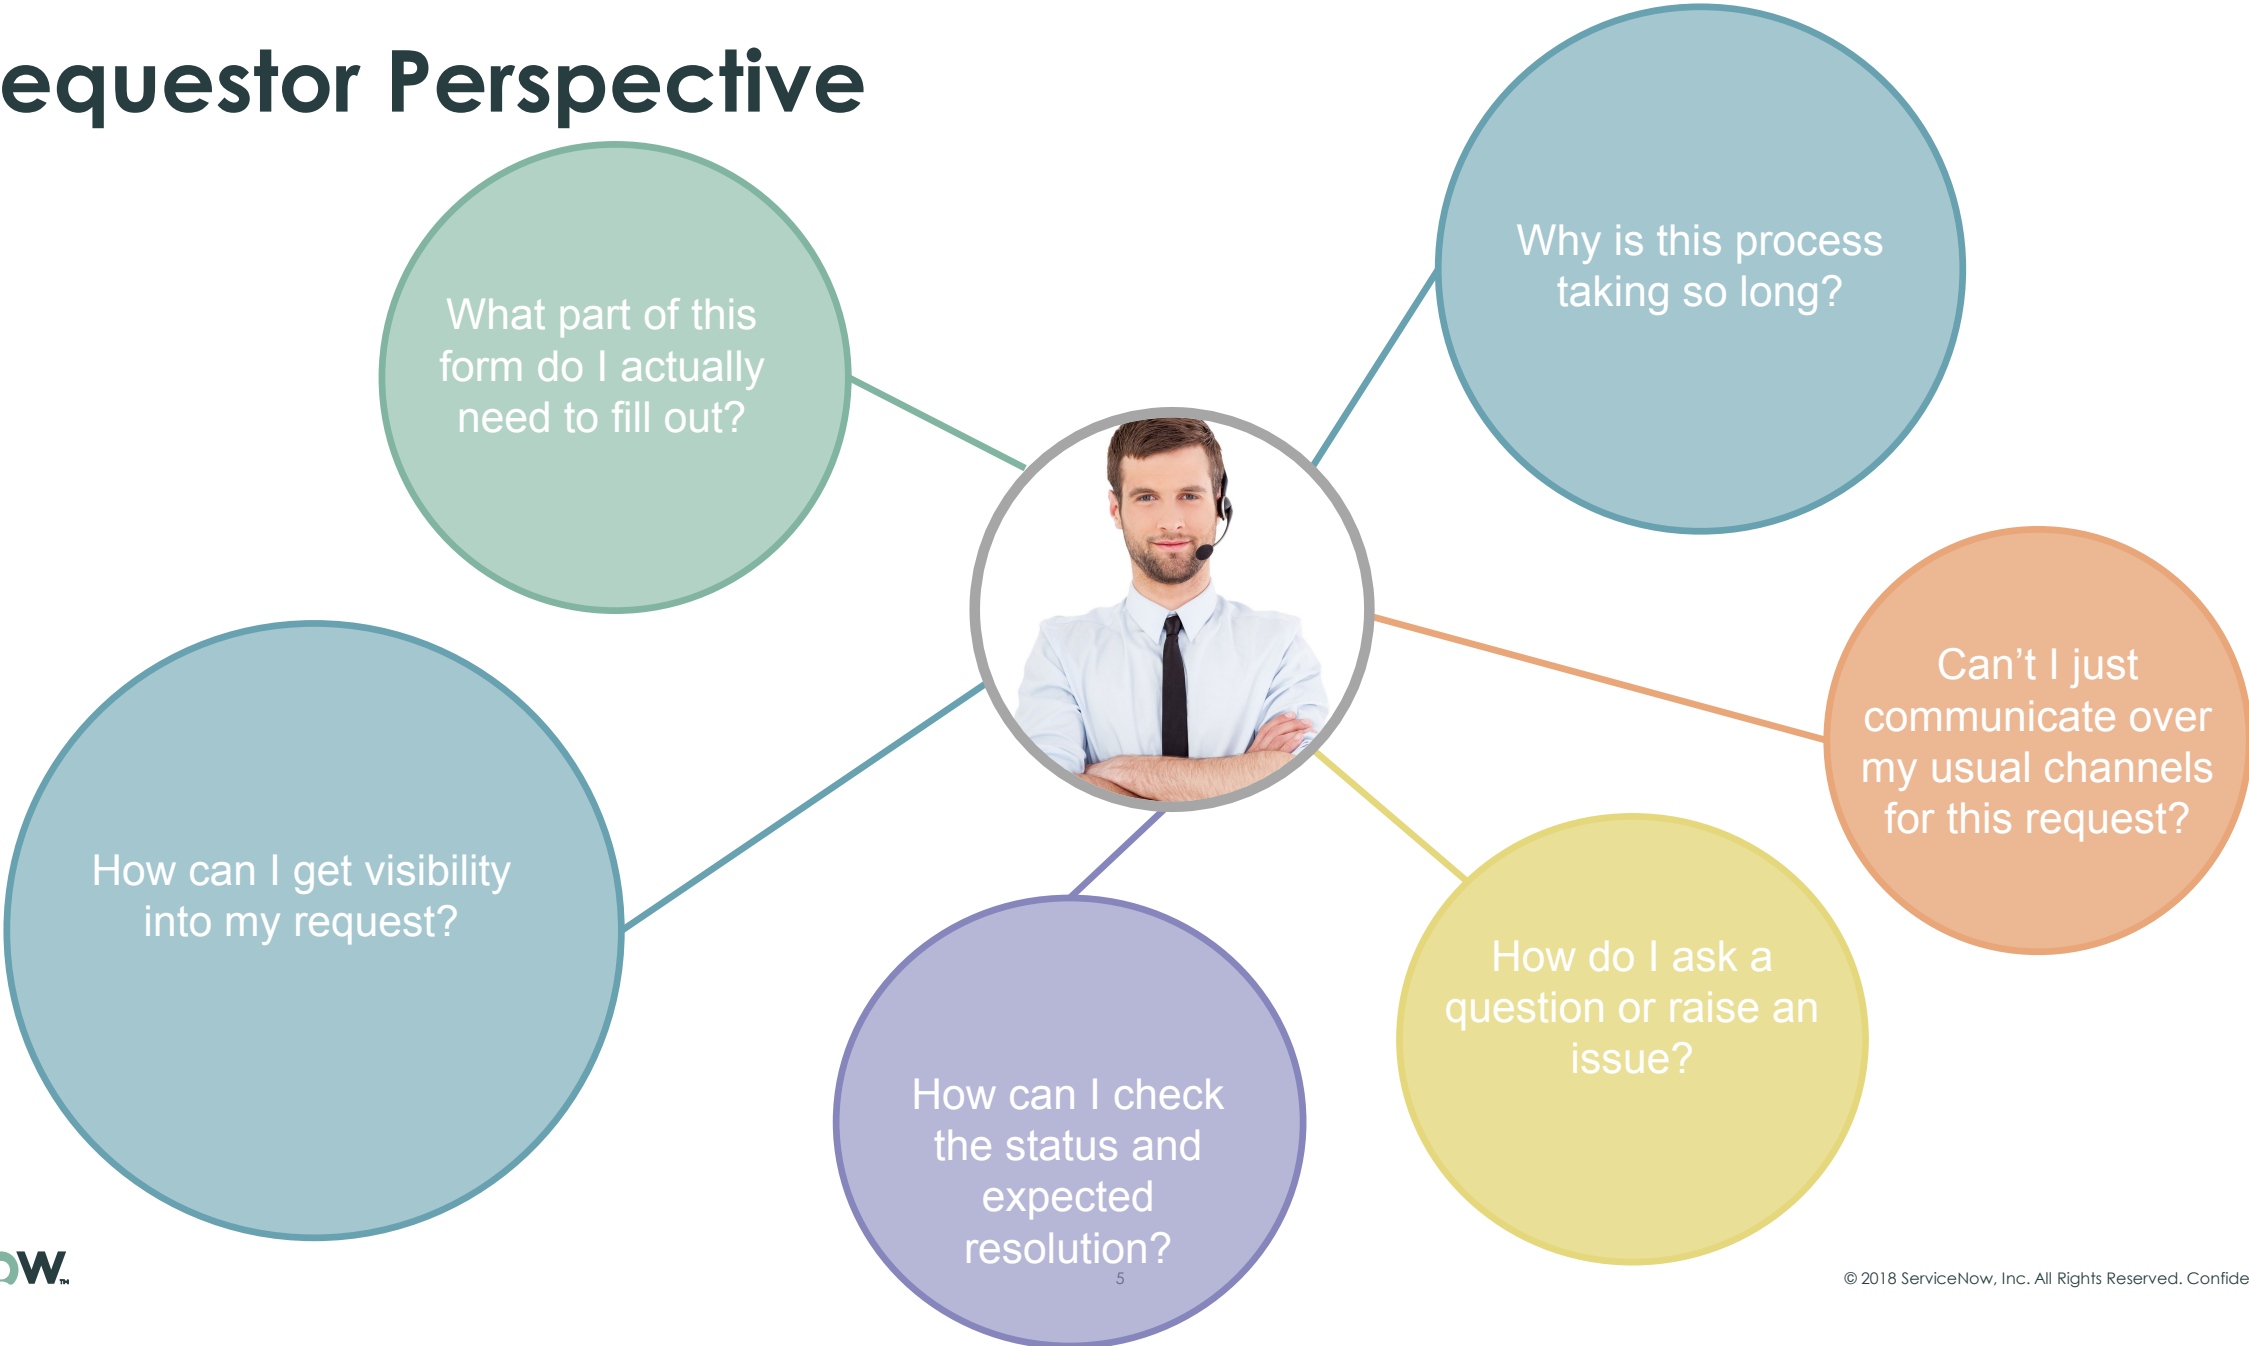 equestor Perspective
Why is this process
taking so long?
What part of this
form do I actually
need to fill out?
Can’t I just
communicate over
my usual channels
for this request?
How can I get visibility
into my request?
How do I ask a
question or raise an
issue?
How can I check
the status and
expected
resolution?
ow™
5
© 2018 ServiceNow, Inc. All Rights Reserved. Confide